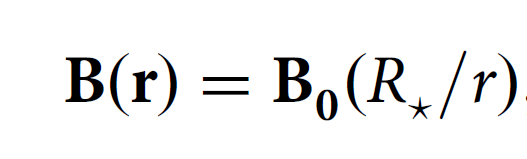 B(r) = B₀(R⋆/r)